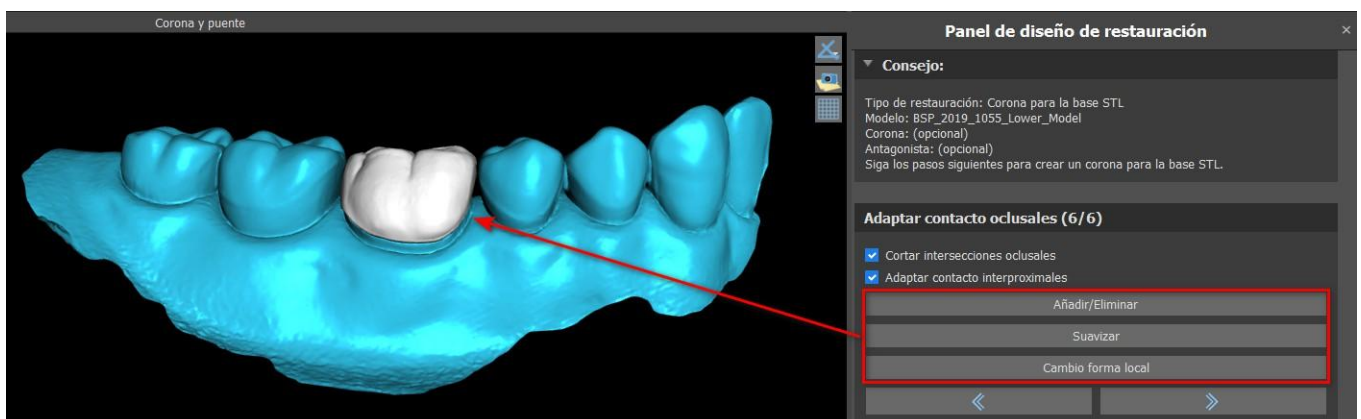 Corona y puente
Panel de diseño de restauración
Consejo:
Tipo de restauración: Corona para la base STL
Modelo: BSP_2019_1055_Lower_Model
Corona: (opcional)
Antagonista: (opcional)
Siga los pasos siguientes para crear un corona para la base STL.
Adaptar contacto oclusales (6/6)
Cortar intersecciones oclusales
Adaptar contacto interproximales
Añadir/Eliminar
Suavizar
Cambio forma local